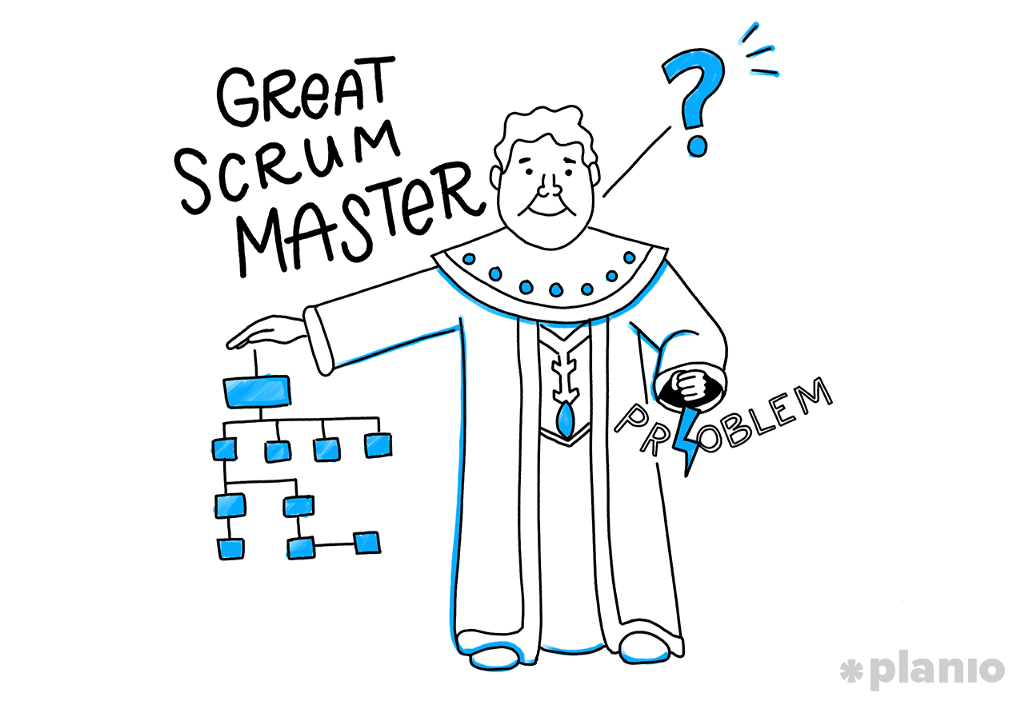 GReAT
SCRUM
MASTeR
?
PROBLEM
*planio